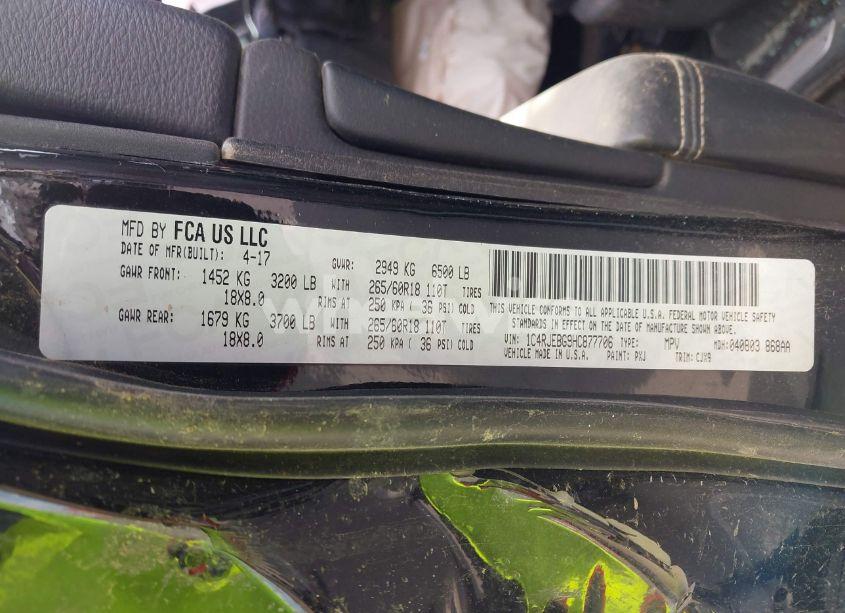 MFD BY FCA US LLC
DATE OF MFR(BUILT): 4-17 GVWR: 2949 KG 6500 LB
GAWR FRONT: 1452 KG 3200 LB WITH 265/60R18 110T TIRES
18X8.0 RIMS AT 250 KPA ( 36 PSI) COLD
GAWR REAR: 1679 KG 3700 LB WITH 265/60R18 110T TIRES
18X8.0 RIMS AT 250 KPA ( 36 PSI) COLD
THIS VEHICLE CONFORMS TO ALL APPLICABLE U.S.A. FEDERAL MOTOR VEHICLE SAFETY
STANDARDS IN EFFECT ON THE DATE OF MANUFACTURE SHOWN ABOVE.
VIN: 1C4RJEBG9HC877706 TYPE: MPV MDH: 040803 868AA
VEHICLE MADE IN U.S.A. PAINT: PXJ TRIM: CJX9